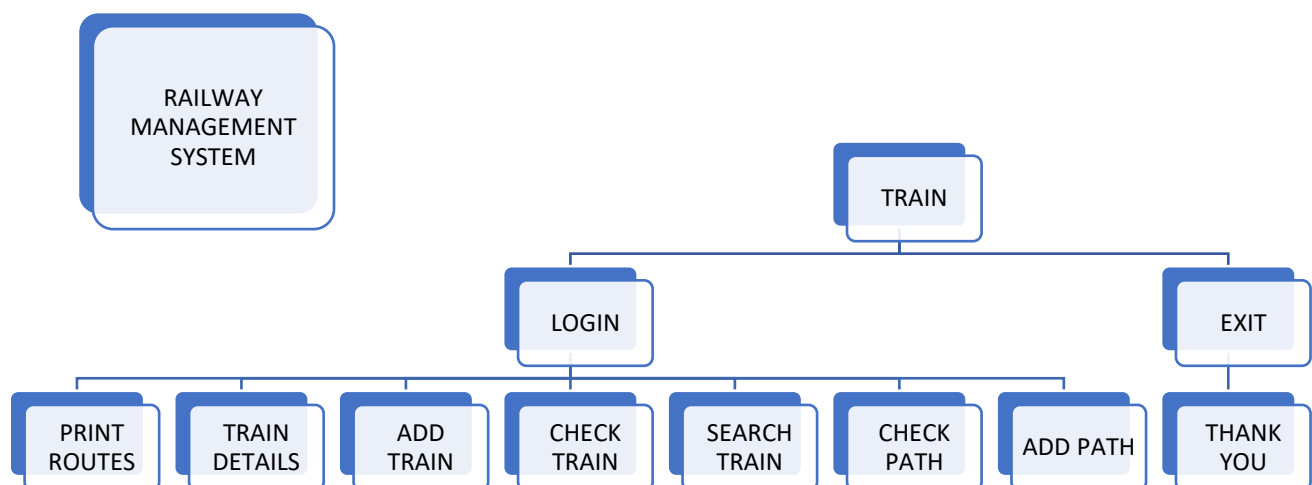 RAILWAY
MANAGEMENT
SYSTEM
TRAIN
LOGIN
EXIT
PRINT
ROUTES
TRAIN
DETAILS
ADD
TRAIN
CHECK
TRAIN
SEARCH
TRAIN
CHECK
PATH
ADD PATH
THANK
YOU